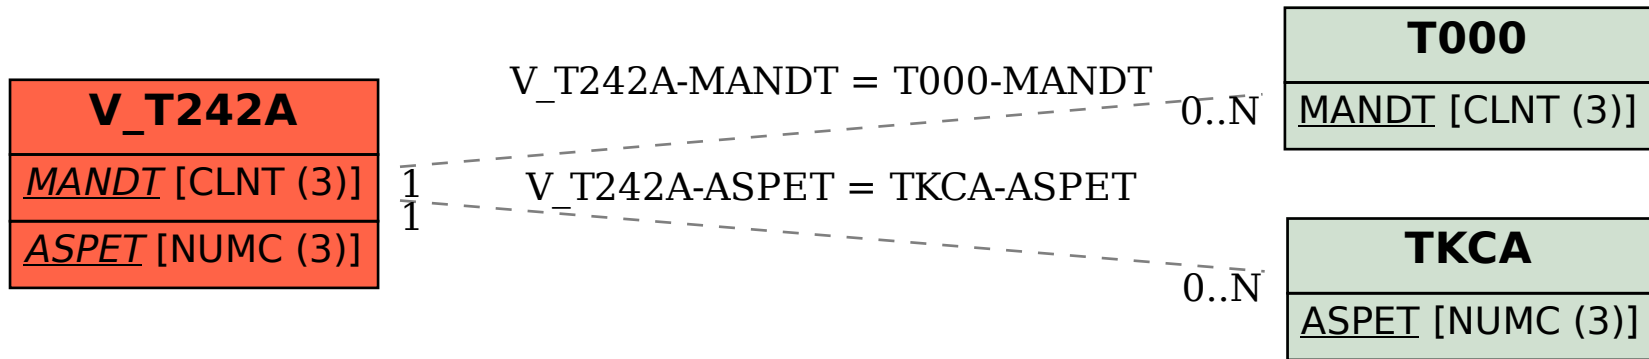 V_T242A
MANDT [CLNT (3)]
ASPET [NUMC (3)]
V_T242A-MANDT = T000-MANDT
1
0..N
V_T242A-ASPET = TKCA-ASPET
1
0..N
T000
MANDT [CLNT (3)]
TKCA
ASPET [NUMC (3)]